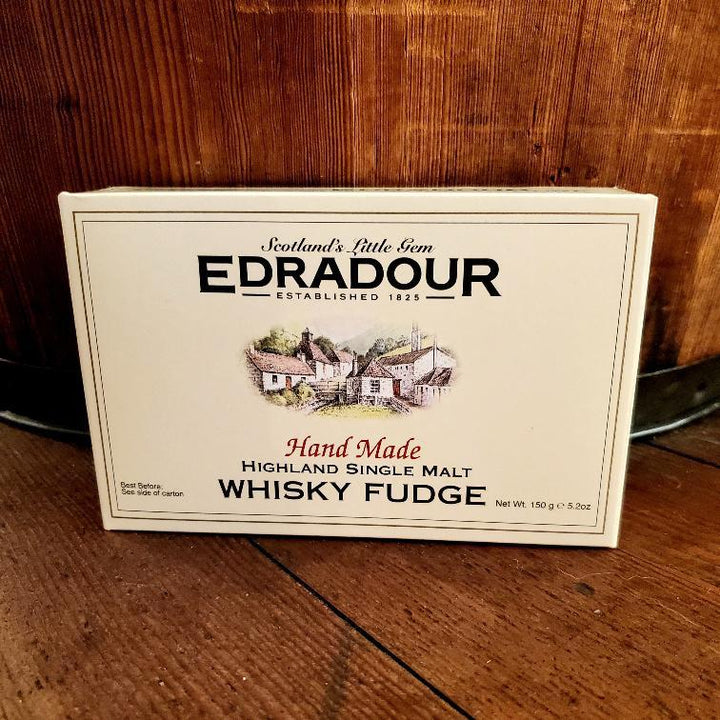 Scotland's Little Gem
EDRADOUR
ESTABLISHED 1825
Hand Made
HIGHLAND SINGLE MALT
WHISKY FUDGE
Best Before:
See side of carton
Net Wt. 150 g ℮ 5.2oz